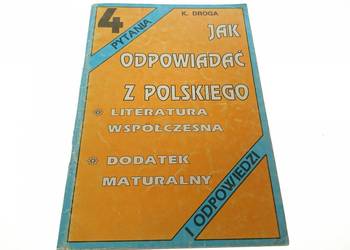 4
PYTANIA
K. DROGA
JAK
ODPOWIADAĆ
Z POLSKIEGO
LITERATURA
WSPÓŁCZESNA
DODATEK
MATURALNY
I ODPOWIEDZI